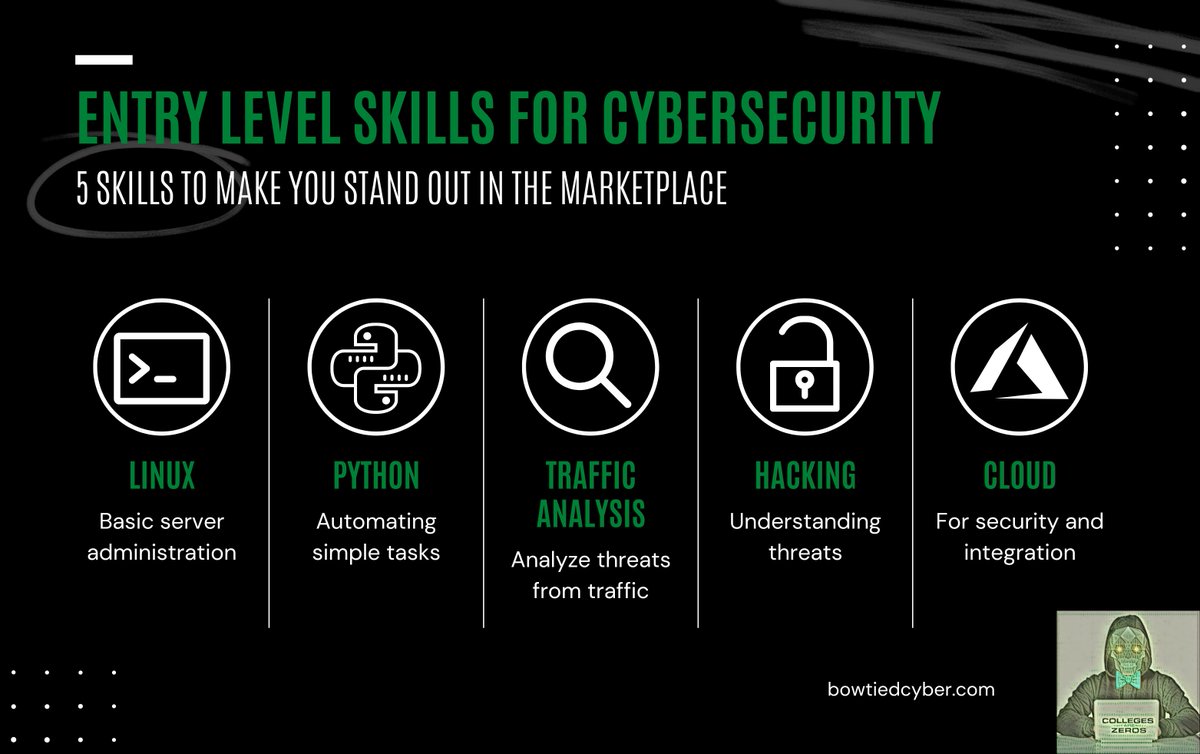 ENTRY LEVEL SKILLS FOR CYBERSECURITY
5 SKILLS TO MAKE YOU STAND OUT IN THE MARKETPLACE
>_
LINUX
Basic server
administration
PYTHON
Automating
simple tasks
TRAFFIC
ANALYSIS
Analyze threats
from traffic
HACKING
Understanding
threats
CLOUD
For security and
integration
bowtiedcyber.com
COLLEGES
ZEROS